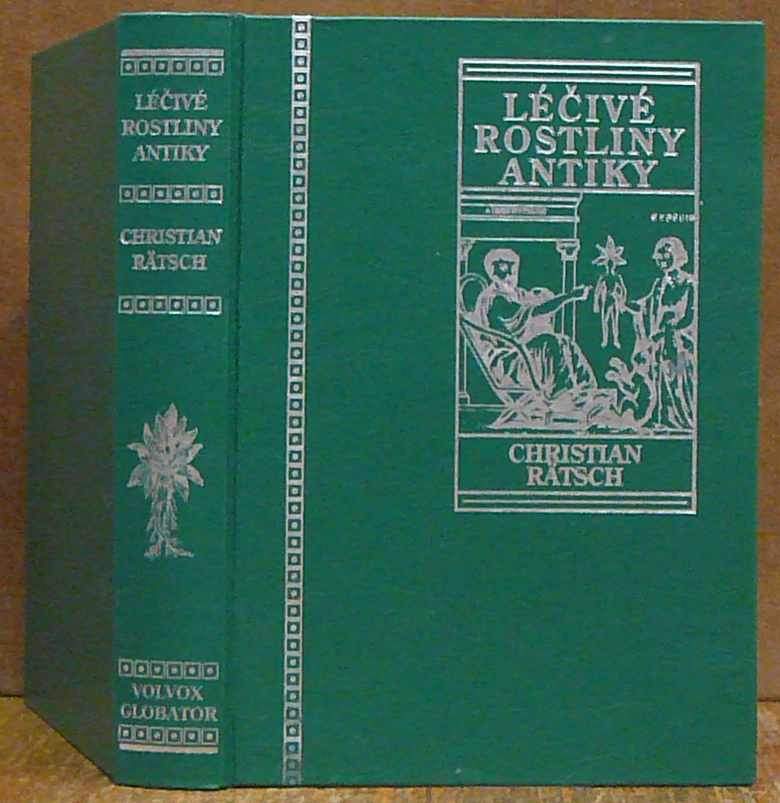 LÉČIVÉ
ROSTLINY
ANTIKY
CHRISTIAN
RÄTSCH
VOLVOX
GLOBATOR
LÉČIVÉ
ROSTLINY
ANTIKY
CHRISTIAN
RÄTSCH